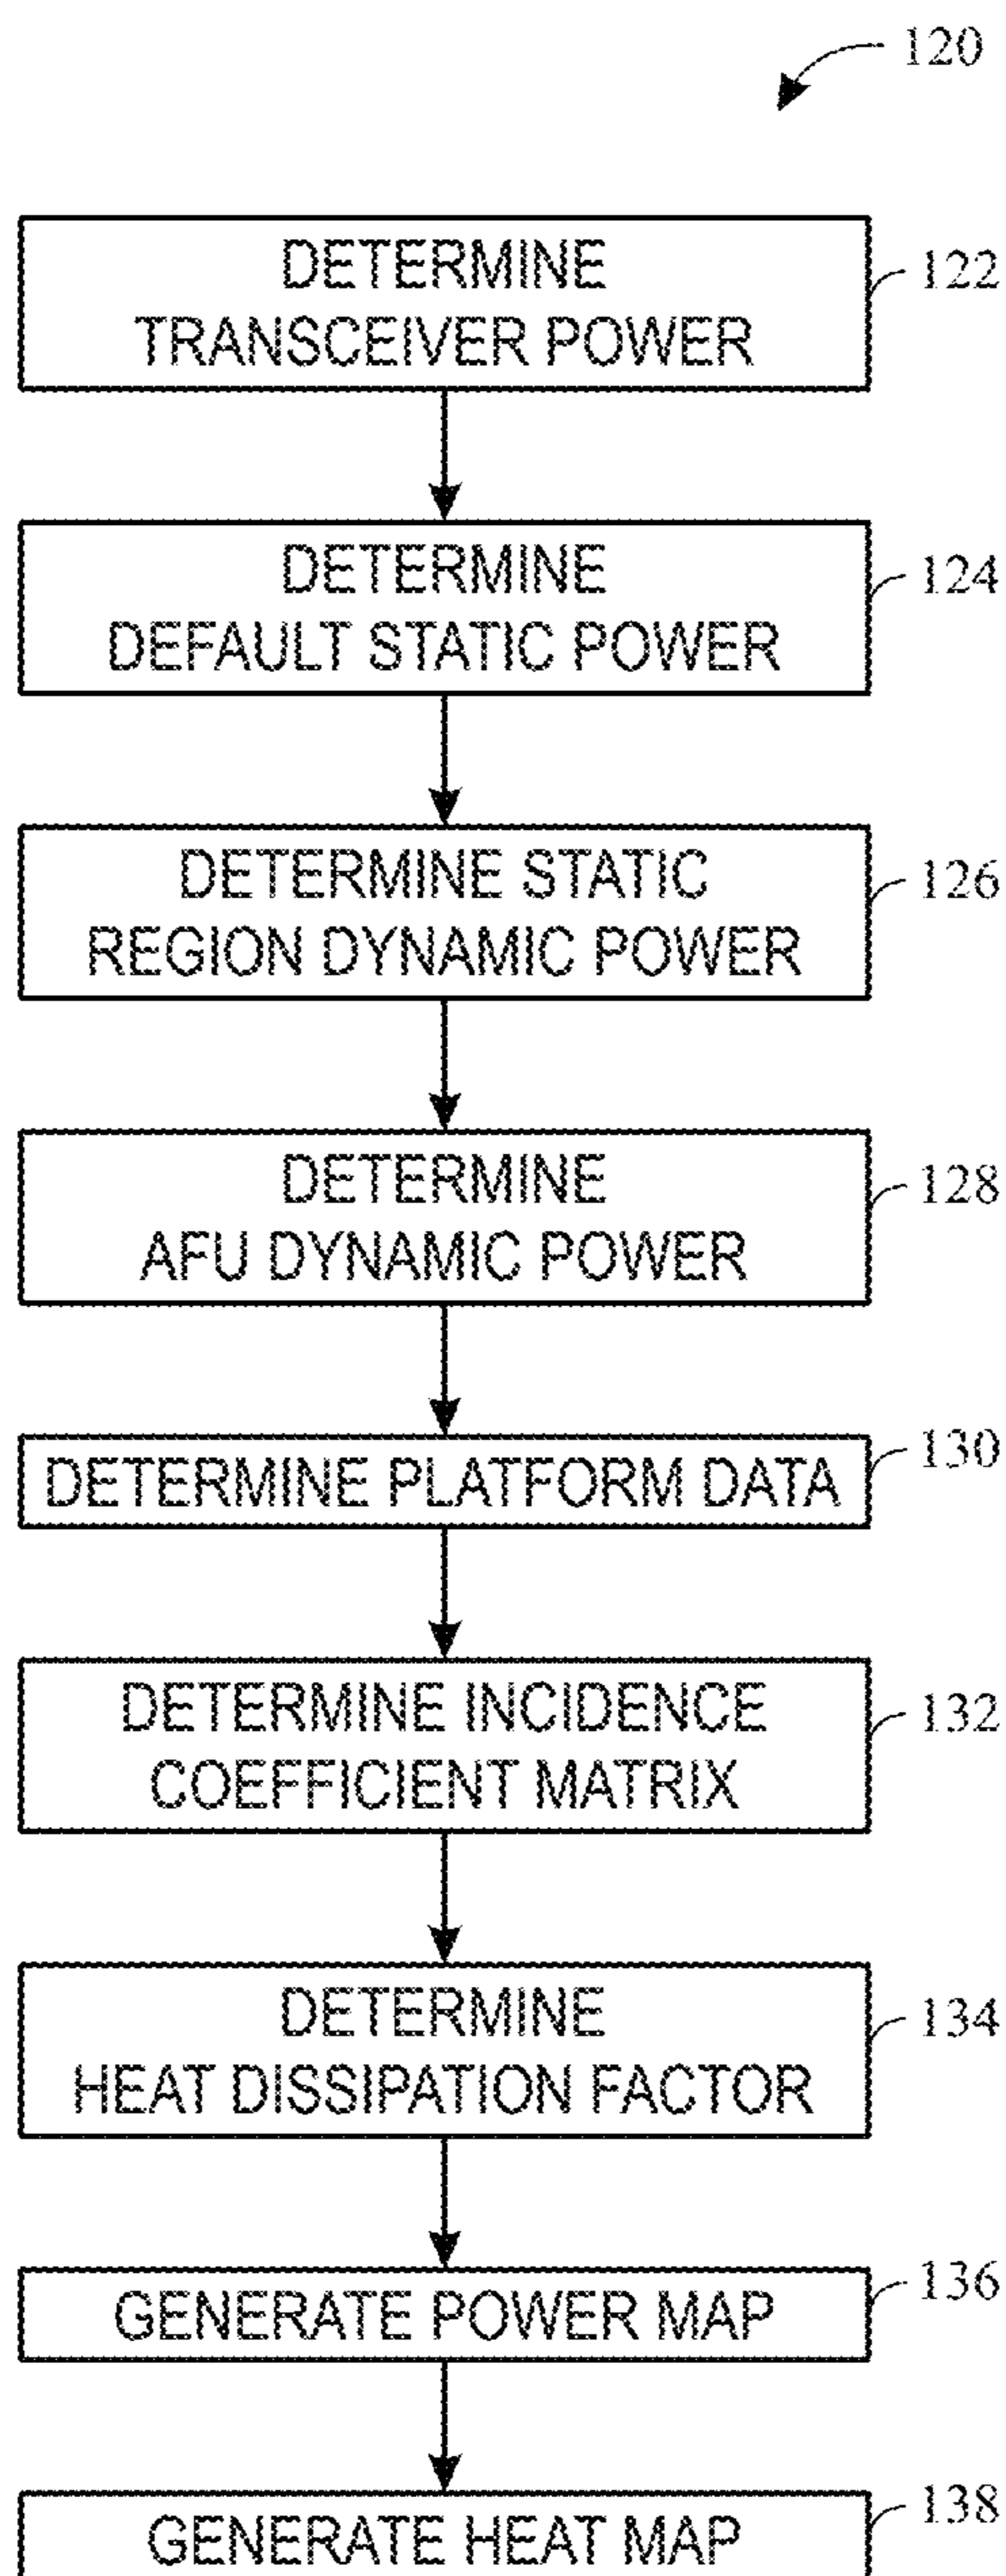 120
DETERMINE
TRANSCEIVER POWER
122
DETERMINE
DEFAULT STATIC POWER
124
DETERMINE STATIC
REGION DYNAMIC POWER
126
DETERMINE
AFU DYNAMIC POWER
128
DETERMINE PLATFORM DATA
130
DETERMINE INCIDENCE
COEFFICIENT MATRIX
132
DETERMINE
HEAT DISSIPATION FACTOR
134
GENERATE POWER MAP
136
GENERATE HEAT MAP
138